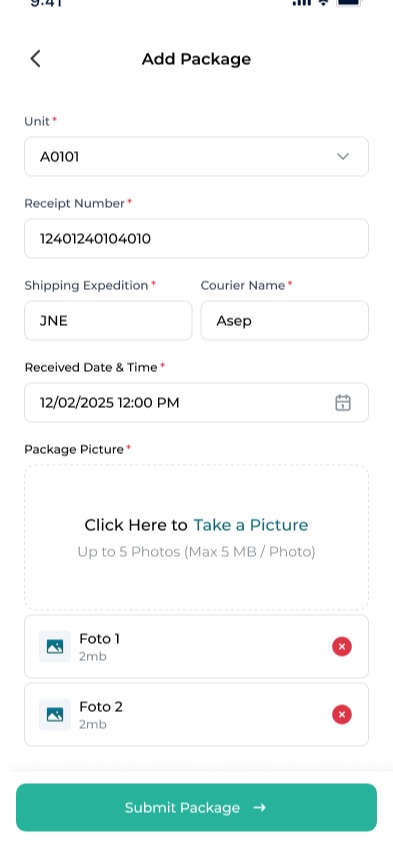 9:41
Add Package
Unit*
A0101
Receipt Number*
12401240104010
Shipping Expedition* Courier Name*
JNE Asep
Received Date & Time*
12/02/2025 12:00 PM
Package Picture*
Click Here to Take a Picture
Up to 5 Photos (Max 5 MB / Photo)
Foto 1
2mb
Foto 2
2mb
Submit Package →